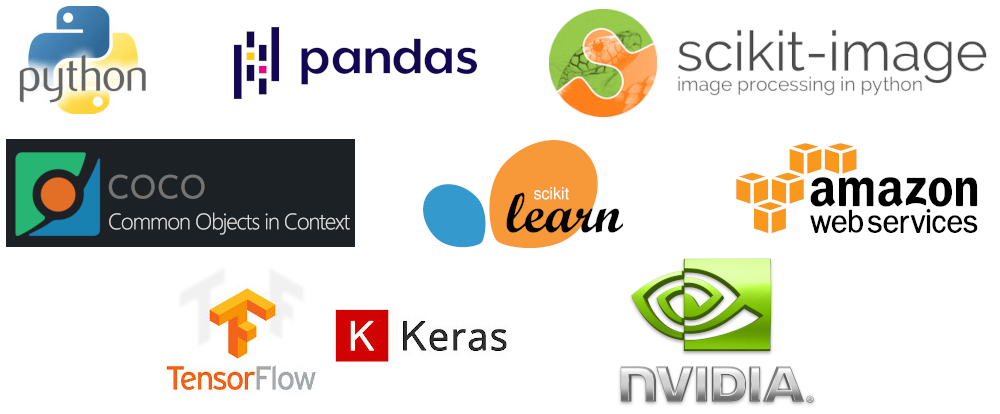 python
pandas
scikit-image
image processing in python
coco
Common Objects in Context
scikit
learn
amazon
web services
TensorFlow
K Keras
nVIDIA®